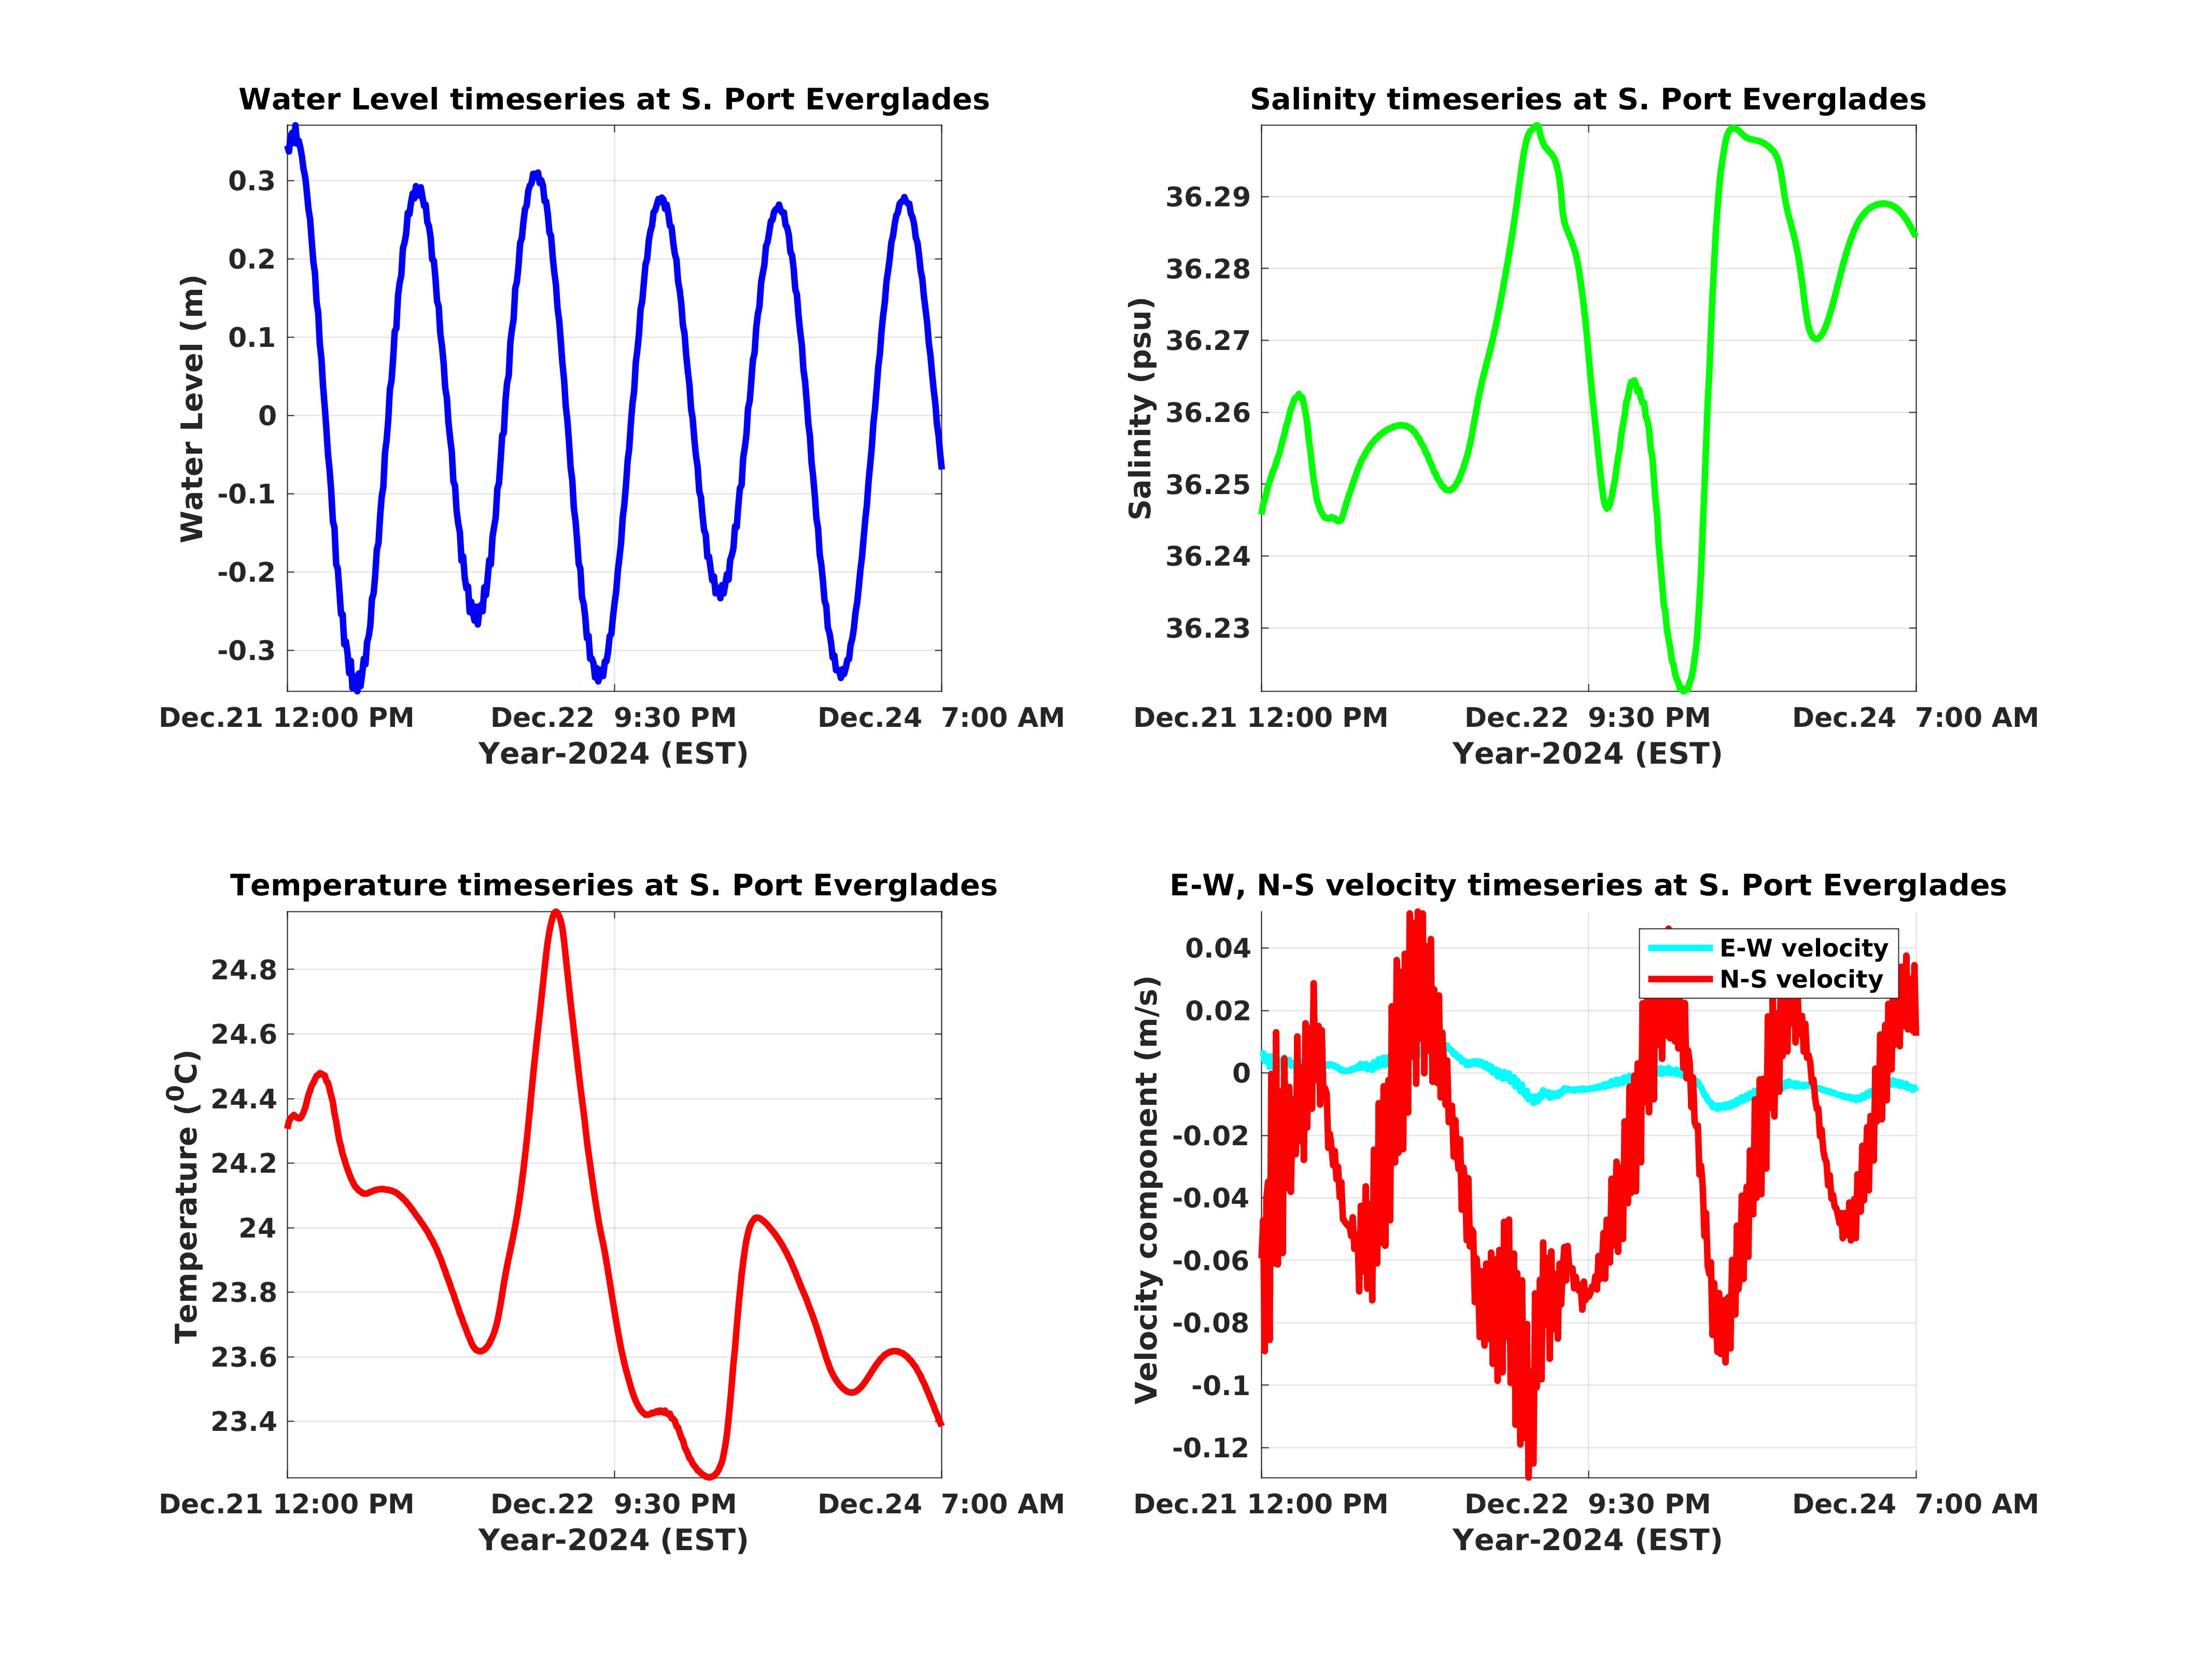 Water Level timeseries at S. Port Everglades
Water Level (m)
0.3
0.2
0.1
0
-0.1
-0.2
-0.3
Dec.21 12:00 PM
Dec.22 9:30 PM
Dec.24 7:00 AM
Year-2024 (EST)
Salinity timeseries at S. Port Everglades
Salinity (psu)
36.29
36.28
36.27
36.26
36.25
36.24
36.23
Dec.21 12:00 PM
Dec.22 9:30 PM
Dec.24 7:00 AM
Year-2024 (EST)
Temperature timeseries at S. Port Everglades
Temperature (⁰C)
24.8
24.6
24.4
24.2
24
23.8
23.6
23.4
Dec.21 12:00 PM
Dec.22 9:30 PM
Dec.24 7:00 AM
Year-2024 (EST)
E-W, N-S velocity timeseries at S. Port Everglades
Velocity component (m/s)
0.04
0.02
0
-0.02
-0.04
-0.06
-0.08
-0.1
-0.12
E-W velocity
N-S velocity
Dec.21 12:00 PM
Dec.22 9:30 PM
Dec.24 7:00 AM
Year-2024 (EST)